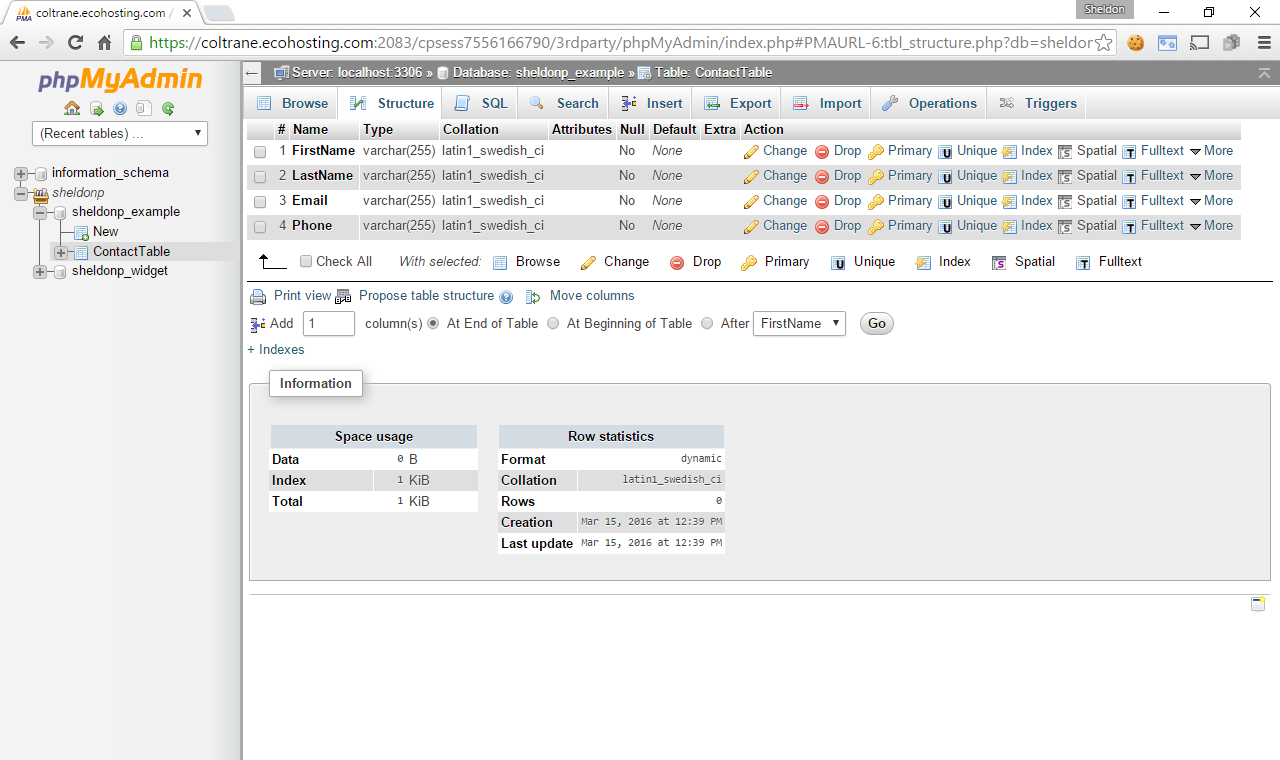 coltrane.ecohosting.com /
Sheldon
https://coltrane.ecohosting.com:2083/cpsess7556166790/3rdparty/phpMyAdmin/index.php#PMAURL-6:tbl_structure.php?db=sheldor
phpMyAdmin
(Recent tables) ...
information_schema
sheldonp
sheldonp_example
New
ContactTable
sheldonp_widget
Server: localhost:3306 » Database: sheldonp_example » Table: ContactTable
Browse Structure SQL Search Insert Export Import Operations Triggers
# Name Type Collation Attributes Null Default Extra Action
1 FirstName varchar(255) latin1_swedish_ci No None Change Drop Primary Unique Index Spatial Fulltext More
2 LastName varchar(255) latin1_swedish_ci No None Change Drop Primary Unique Index Spatial Fulltext More
3 Email varchar(255) latin1_swedish_ci No None Change Drop Primary Unique Index Spatial Fulltext More
4 Phone varchar(255) latin1_swedish_ci No None Change Drop Primary Unique Index Spatial Fulltext More
Check All With selected: Browse Change Drop Primary Unique Index Spatial Fulltext
Print view Propose table structure Move columns
Add 1 column(s) At End of Table At Beginning of Table After FirstName Go
+ Indexes
Information
Space usage
Data 0 B
Index 1 KiB
Total 1 KiB
Row statistics
Format dynamic
Collation latin1_swedish_ci
Rows 0
Creation Mar 15, 2016 at 12:39 PM
Last update Mar 15, 2016 at 12:39 PM